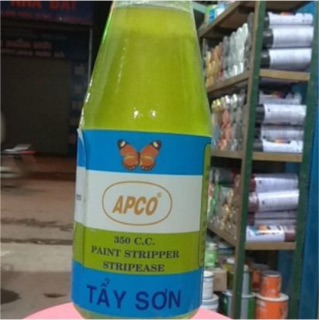 APCO®
350 C.C.
PAINT STRIPPER
STRIPEASE
TẨY SƠN